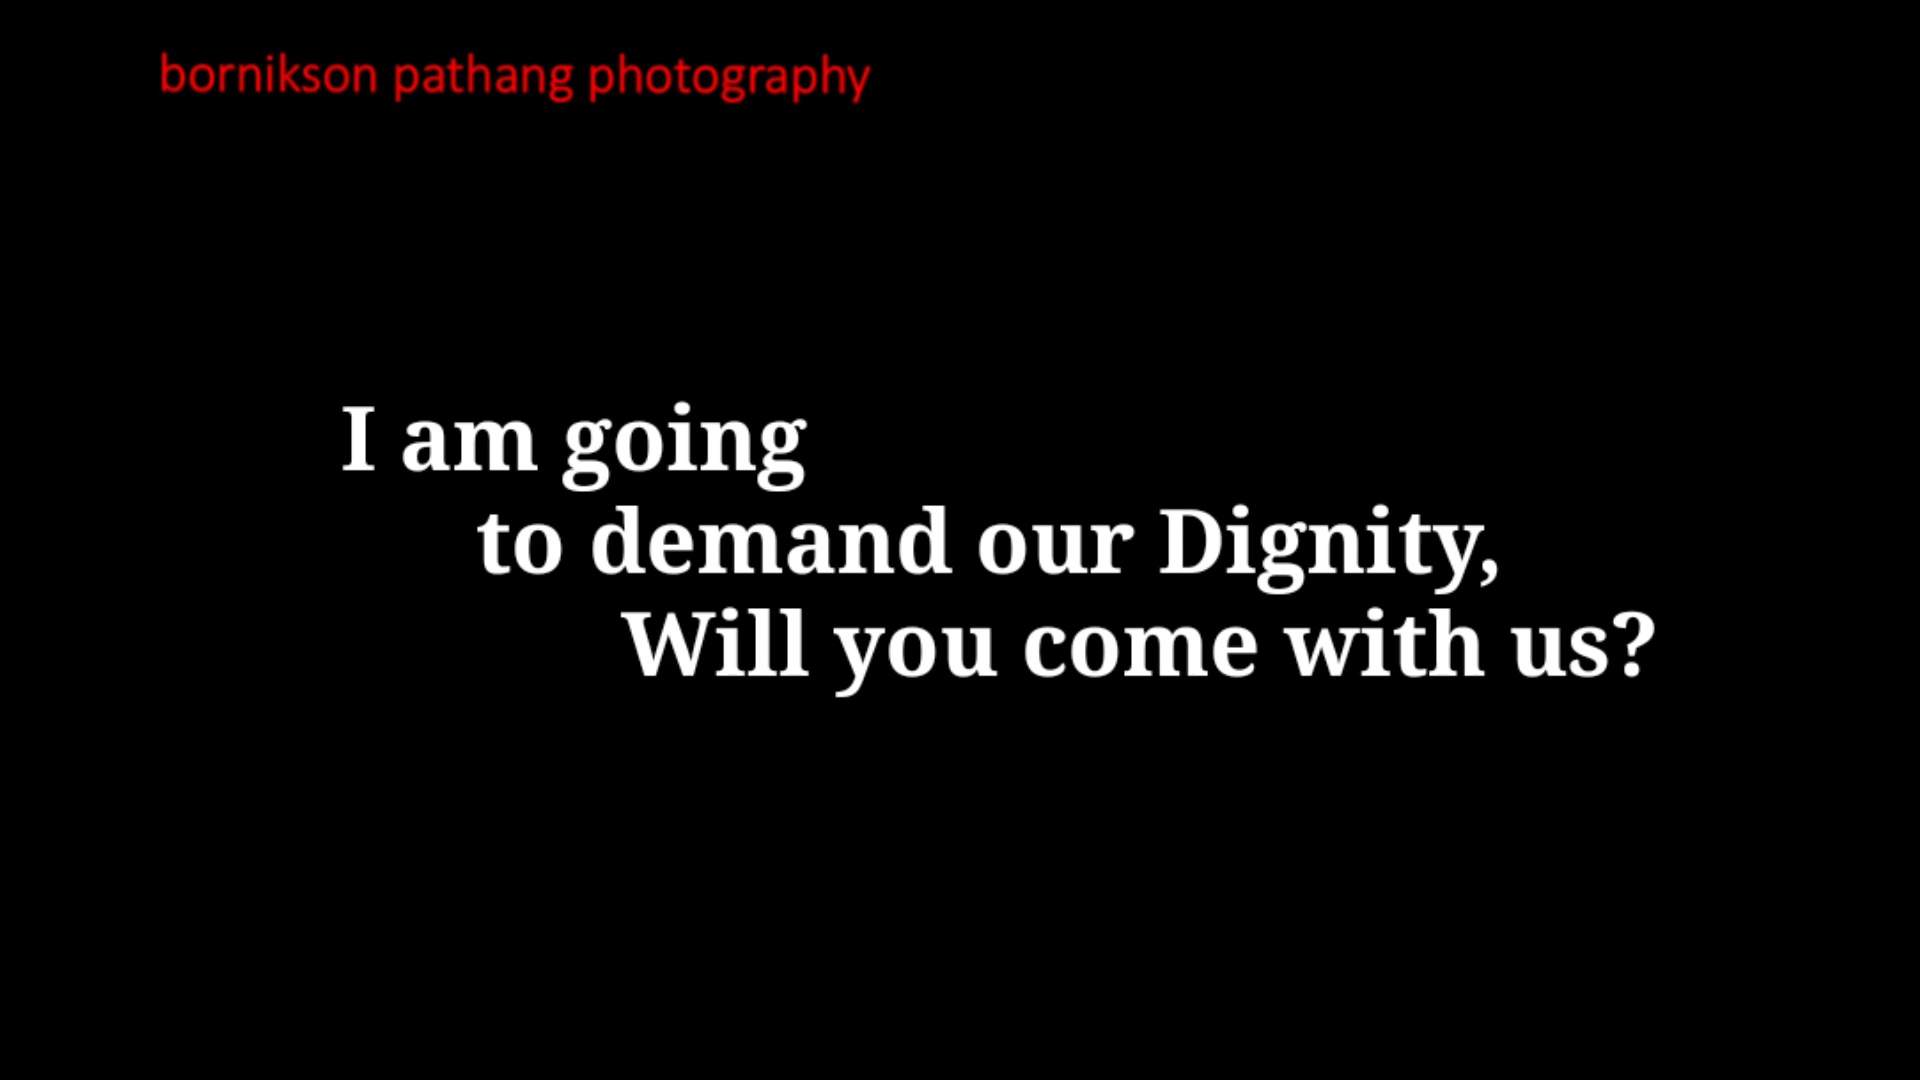 bornikson pathang photography
I am going
to demand our Dignity,
Will you come with us?